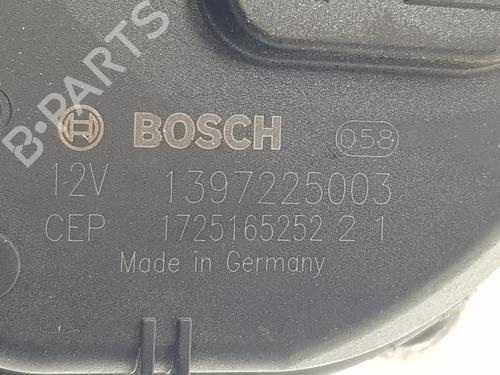 B-PARTS
BOSCH 058
12V 1397225003
CEP 1725165252 2 1
Made in Germany